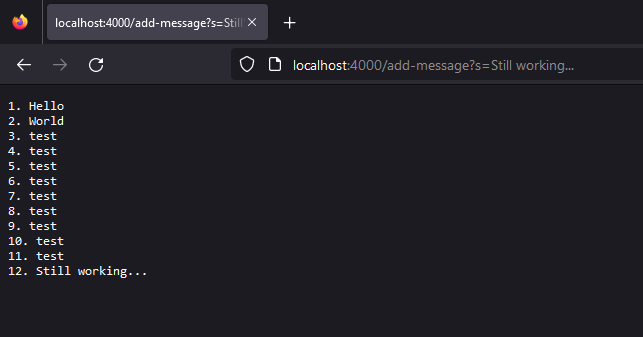 localhost:4000/add-message?s=Stil
localhost:4000/add-message?s=Still working...
1. Hello
2. World
3. test
4. test
5. test
6. test
7. test
8. test
9. test
10. test
11. test
12. Still working...